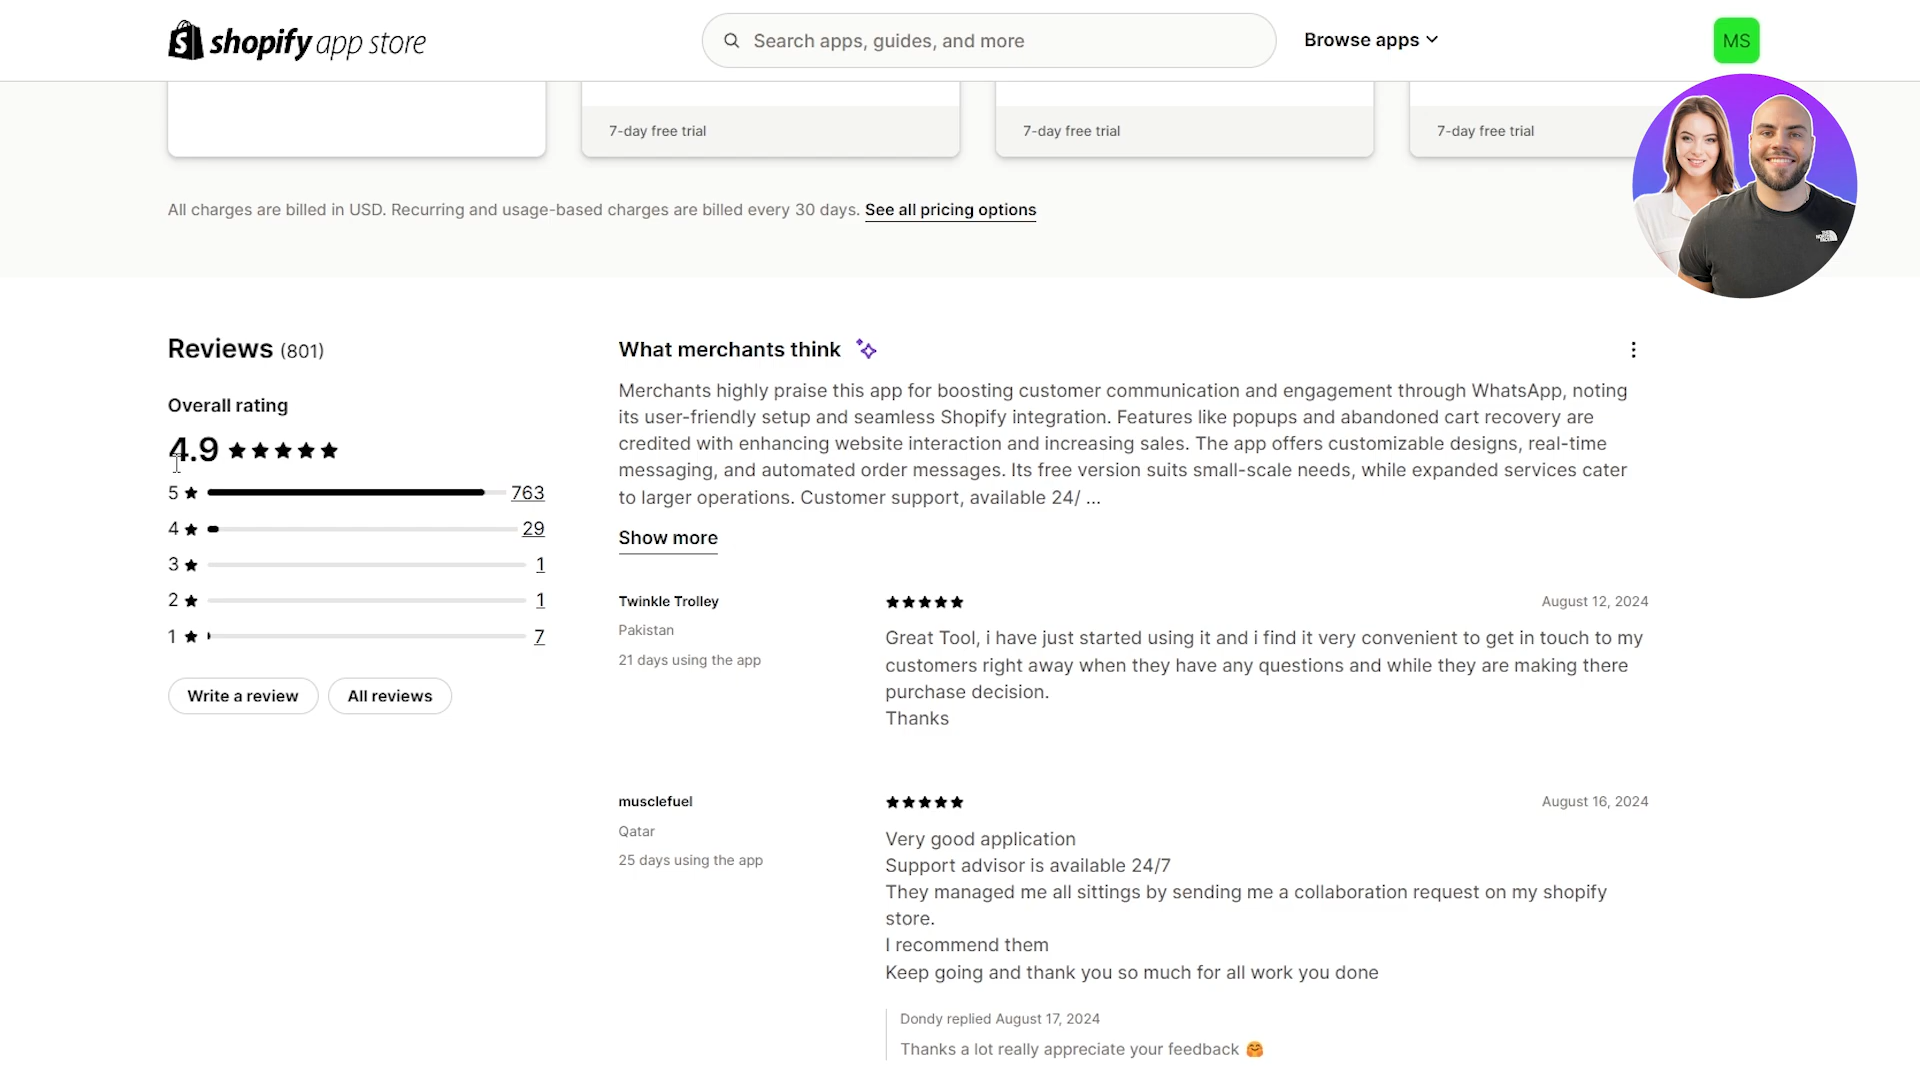 shopify app store
Search apps, guides, and more
Browse apps
MS
7-day free trial
7-day free trial
7-day free trial
All charges are billed in USD. Recurring and usage-based charges are billed every 30 days. See all pricing options
Reviews (801)
Overall rating
4.9
5 763
4 29
3 1
2 1
1 7
Write a review
All reviews
What merchants think
Merchants highly praise this app for boosting customer communication and engagement through WhatsApp, noting
its user-friendly setup and seamless Shopify integration. Features like popups and abandoned cart recovery are
credited with enhancing website interaction and increasing sales. The app offers customizable designs, real-time
messaging, and automated order messages. Its free version suits small-scale needs, while expanded services cater
to larger operations. Customer support, available 24/ ...
Show more
Twinkle Trolley
Pakistan
21 days using the app
August 12, 2024
Great Tool, i have just started using it and i find it very convenient to get in touch to my
customers right away when they have any questions and while they are making there
purchase decision.
Thanks
musclefuel
Qatar
25 days using the app
August 16, 2024
Very good application
Support advisor is available 24/7
They managed me all sittings by sending me a collaboration request on my shopify
store.
I recommend them
Keep going and thank you so much for all work you done
Dondy replied August 17, 2024
Thanks a lot really appreciate your feedback 🤗